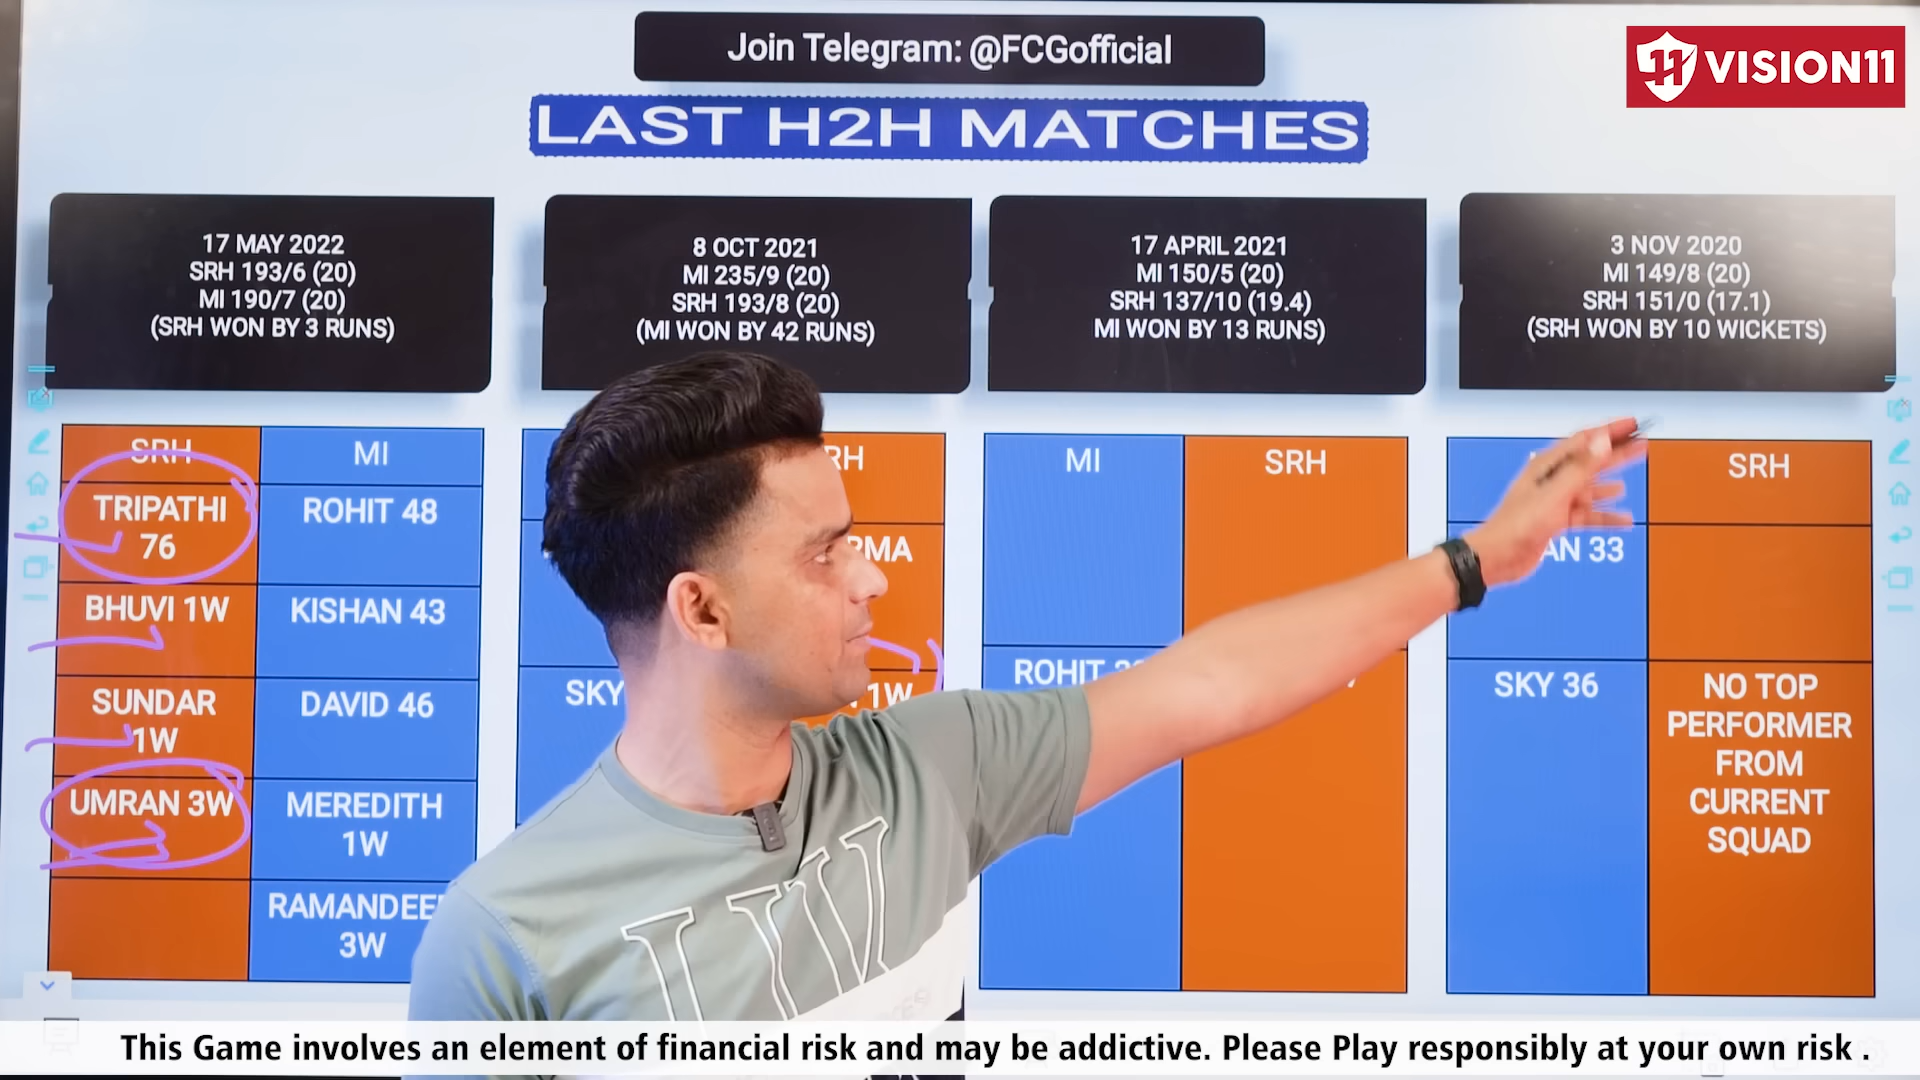 Join Telegram: @FCGofficial
VISION11
LAST H2H MATCHES
17 MAY 2022
SRH 193/6 (20)
MI 190/7 (20)
(SRH WON BY 3 RUNS)
8 OCT 2021
MI 235/9 (20)
SRH 193/8 (20)
(MI WON BY 42 RUNS)
17 APRIL 2021
MI 150/5 (20)
SRH 137/10 (19.4)
MI WON BY 13 RUNS)
3 NOV 2020
MI 149/8 (20)
SRH 151/0 (17.1)
(SRH WON BY 10 WICKETS)
SRH
MI
TRIPATHI
76
ROHIT 48
BHUVI 1W
KISHAN 43
SUNDAR
1W
DAVID 46
UMRAN 3W
MEREDITH
1W
RAMANDEE
3W
RH
RMA
SKY
1W
MI
SRH
ROHIT
SRH
AN 33
SKY 36
NO TOP
PERFORMER
FROM
CURRENT
SQUAD
This Game involves an element of financial risk and may be addictive. Please Play responsibly at your own risk .